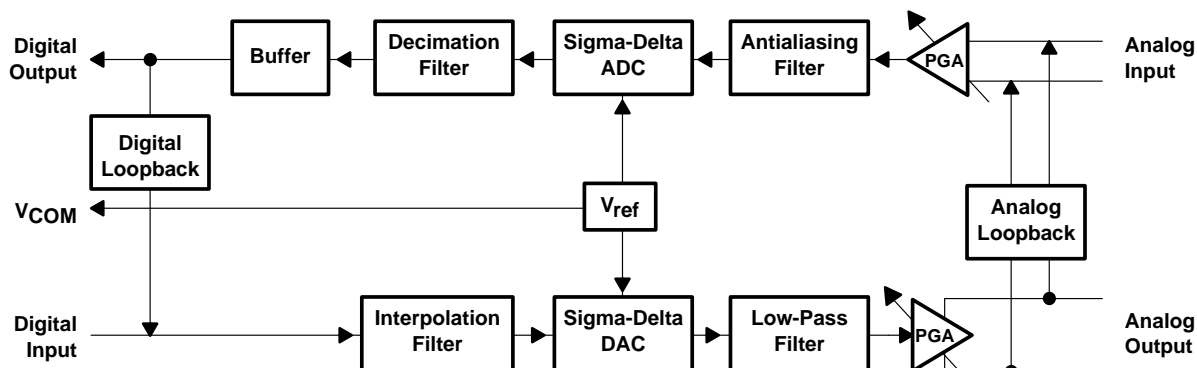 Digital
Output
Buffer
Decimation
Filter
Sigma-Delta
ADC
Antialiasing
Filter
PGA
Analog
Input
Digital
Loopback
VCOM
Vref
Analog
Loopback
Digital
Input
Interpolation
Filter
Sigma-Delta
DAC
Low-Pass
Filter
PGA
Analog
Output